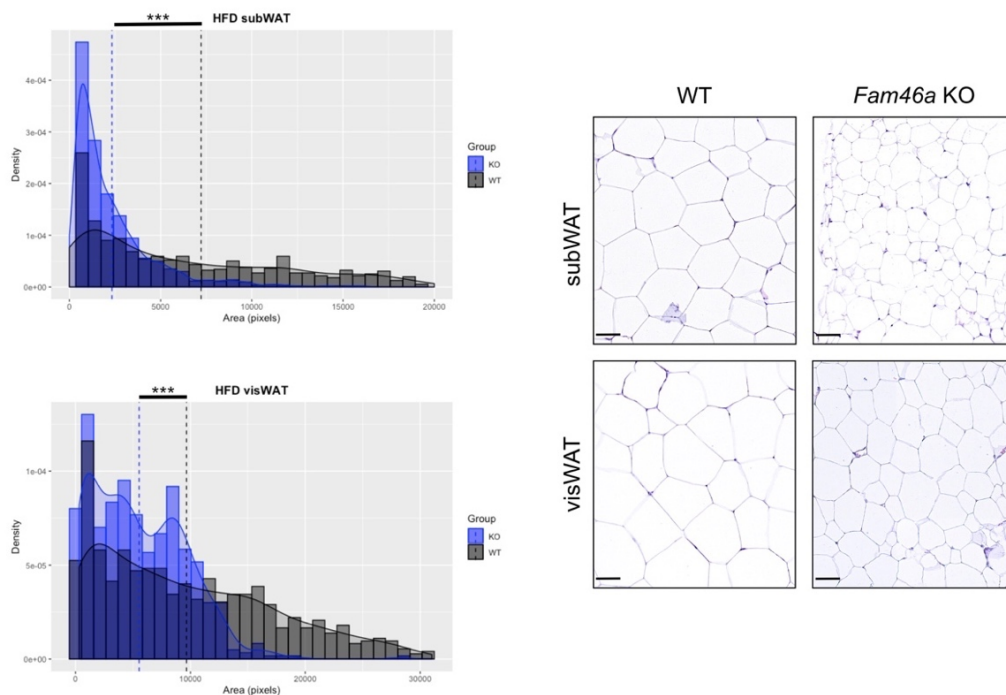 *** HFD subWAT
4e-04
3e-04
2e-04
1e-04
0e+00
Density
0 5000 10000 15000 20000
Area (pixels)
Group
KO
WT
*** HFD visWAT
1e-04
5e-05
0e+00
Density
0 10000 20000 30000
Area (pixels)
Group
KO
WT
WT Fam46a KO
subWAT
visWAT